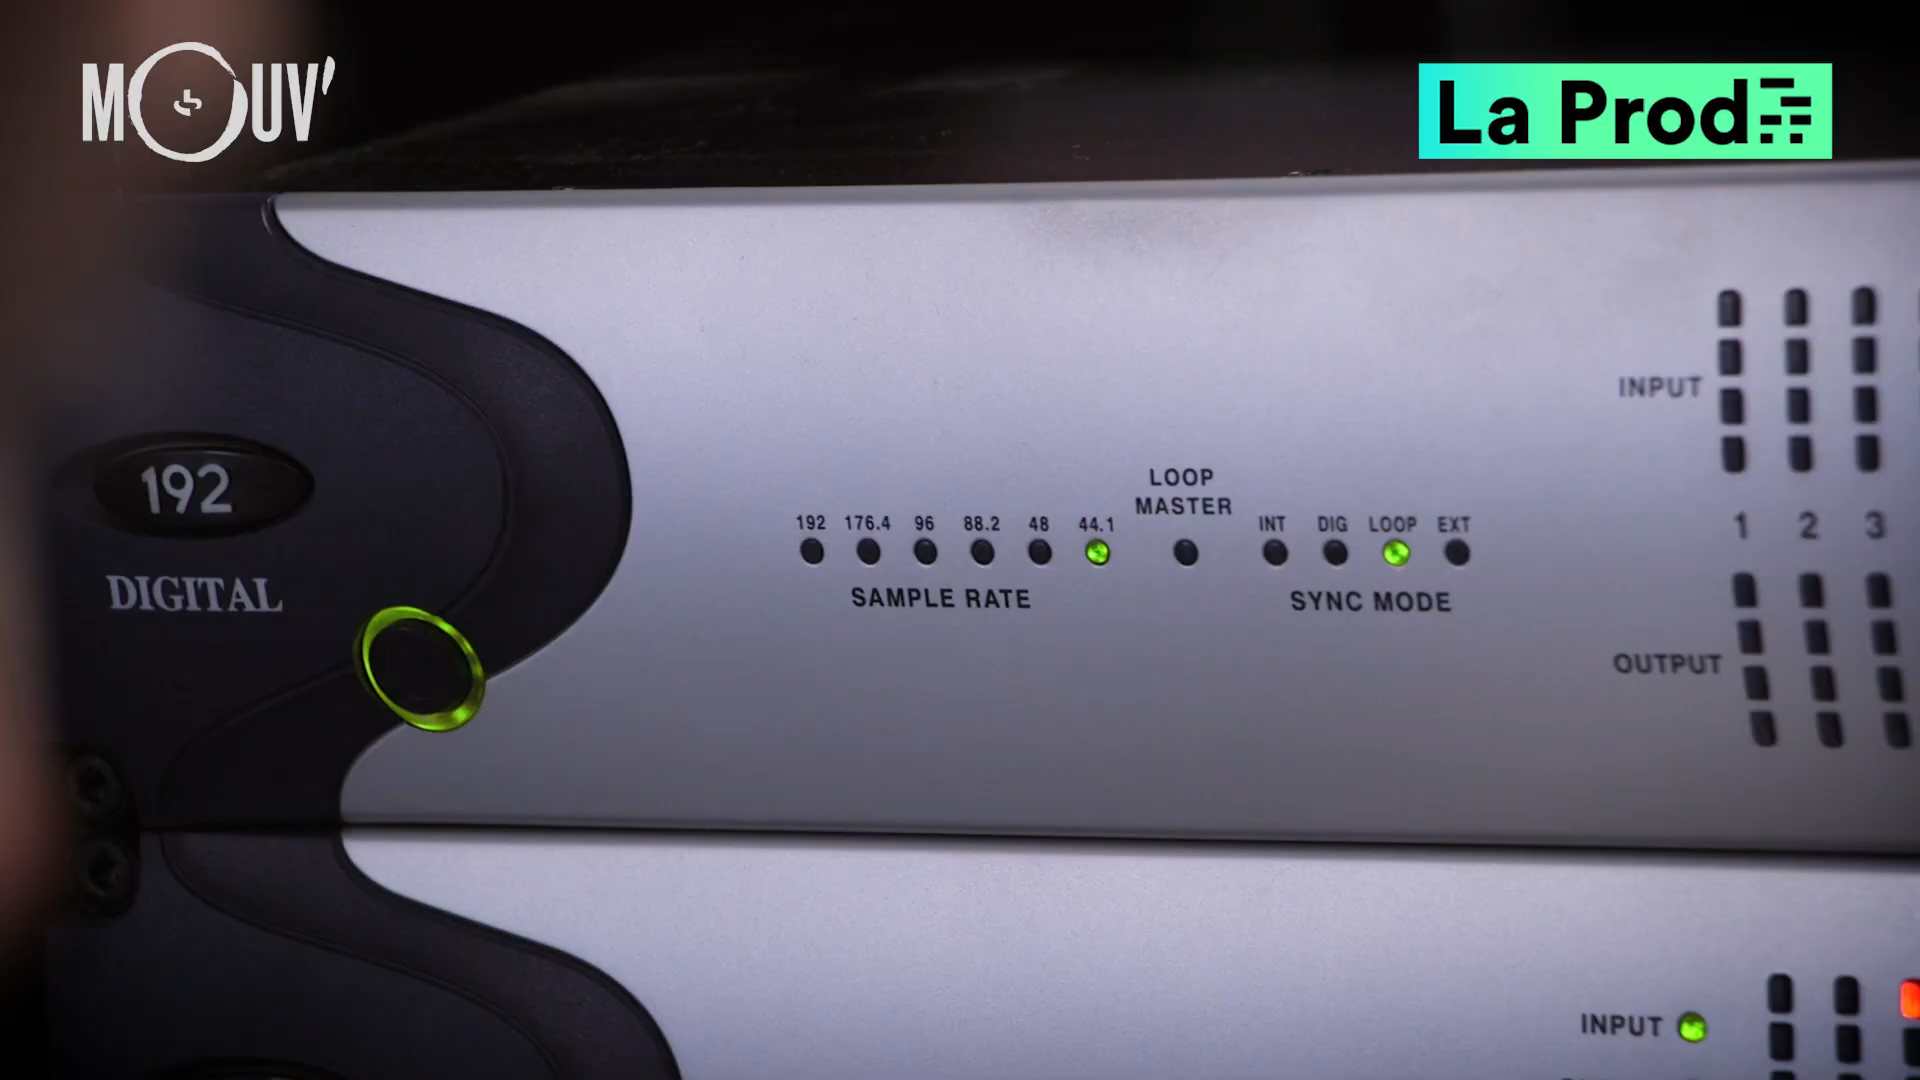 MOUV'
La Prod
192
DIGITAL
192 176.4 96 88.2 48 44.1
SAMPLE RATE
LOOP
MASTER
INT DIG LOOP EXT
SYNC MODE
INPUT
1 2 3
OUTPUT
INPUT